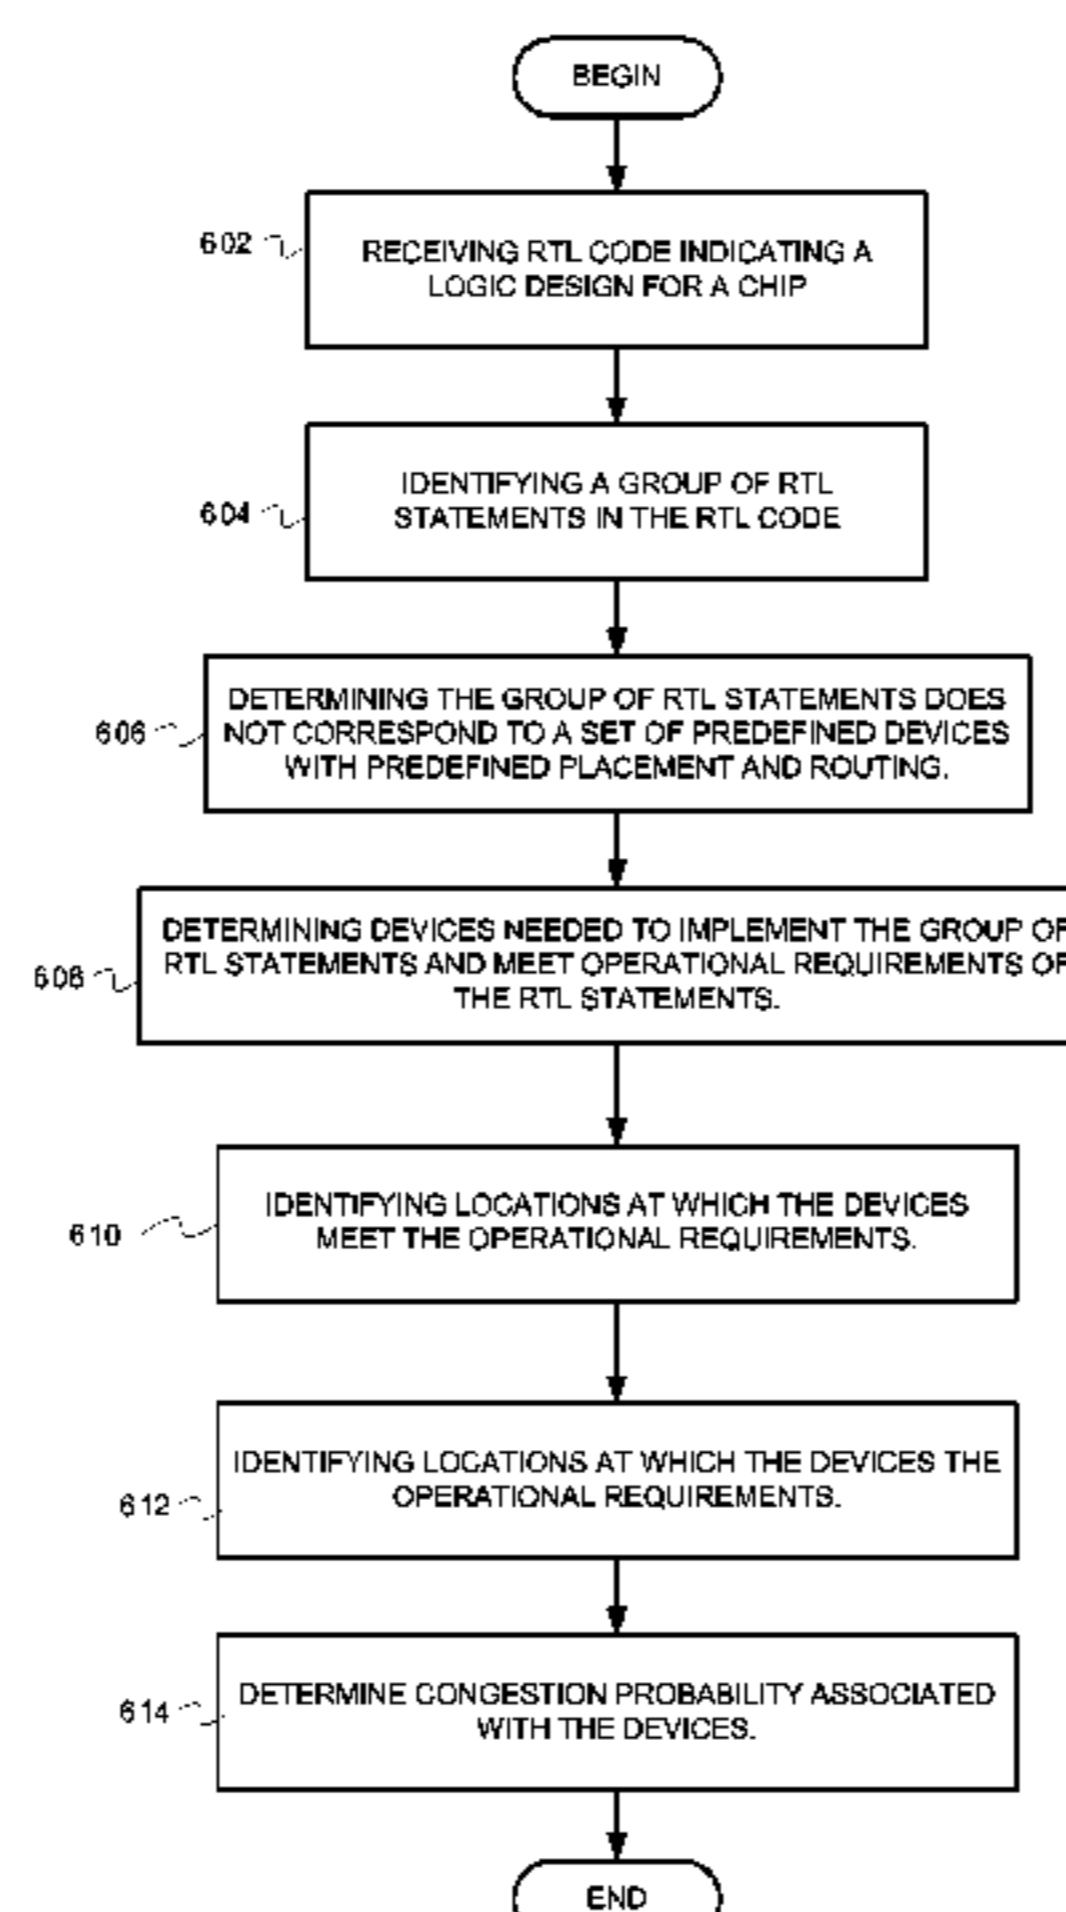 BEGIN
602
RECEIVING RTL CODE INDICATING A
LOGIC DESIGN FOR A CHIP
604
IDENTIFYING A GROUP OF RTL
STATEMENTS IN THE RTL CODE
606
DETERMINING THE GROUP OF RTL STATEMENTS DOES
NOT CORRESPOND TO A SET OF PREDEFINED DEVICES
WITH PREDEFINED PLACEMENT AND ROUTING.
608
DETERMINING DEVICES NEEDED TO IMPLEMENT THE GROUP OF
RTL STATEMENTS AND MEET OPERATIONAL REQUIREMENTS OF
THE RTL STATEMENTS.
610
IDENTIFYING LOCATIONS AT WHICH THE DEVICES
MEET THE OPERATIONAL REQUIREMENTS.
612
IDENTIFYING LOCATIONS AT WHICH THE DEVICES THE
OPERATIONAL REQUIREMENTS.
614
DETERMINE CONGESTION PROBABILITY ASSOCIATED
WITH THE DEVICES.
END